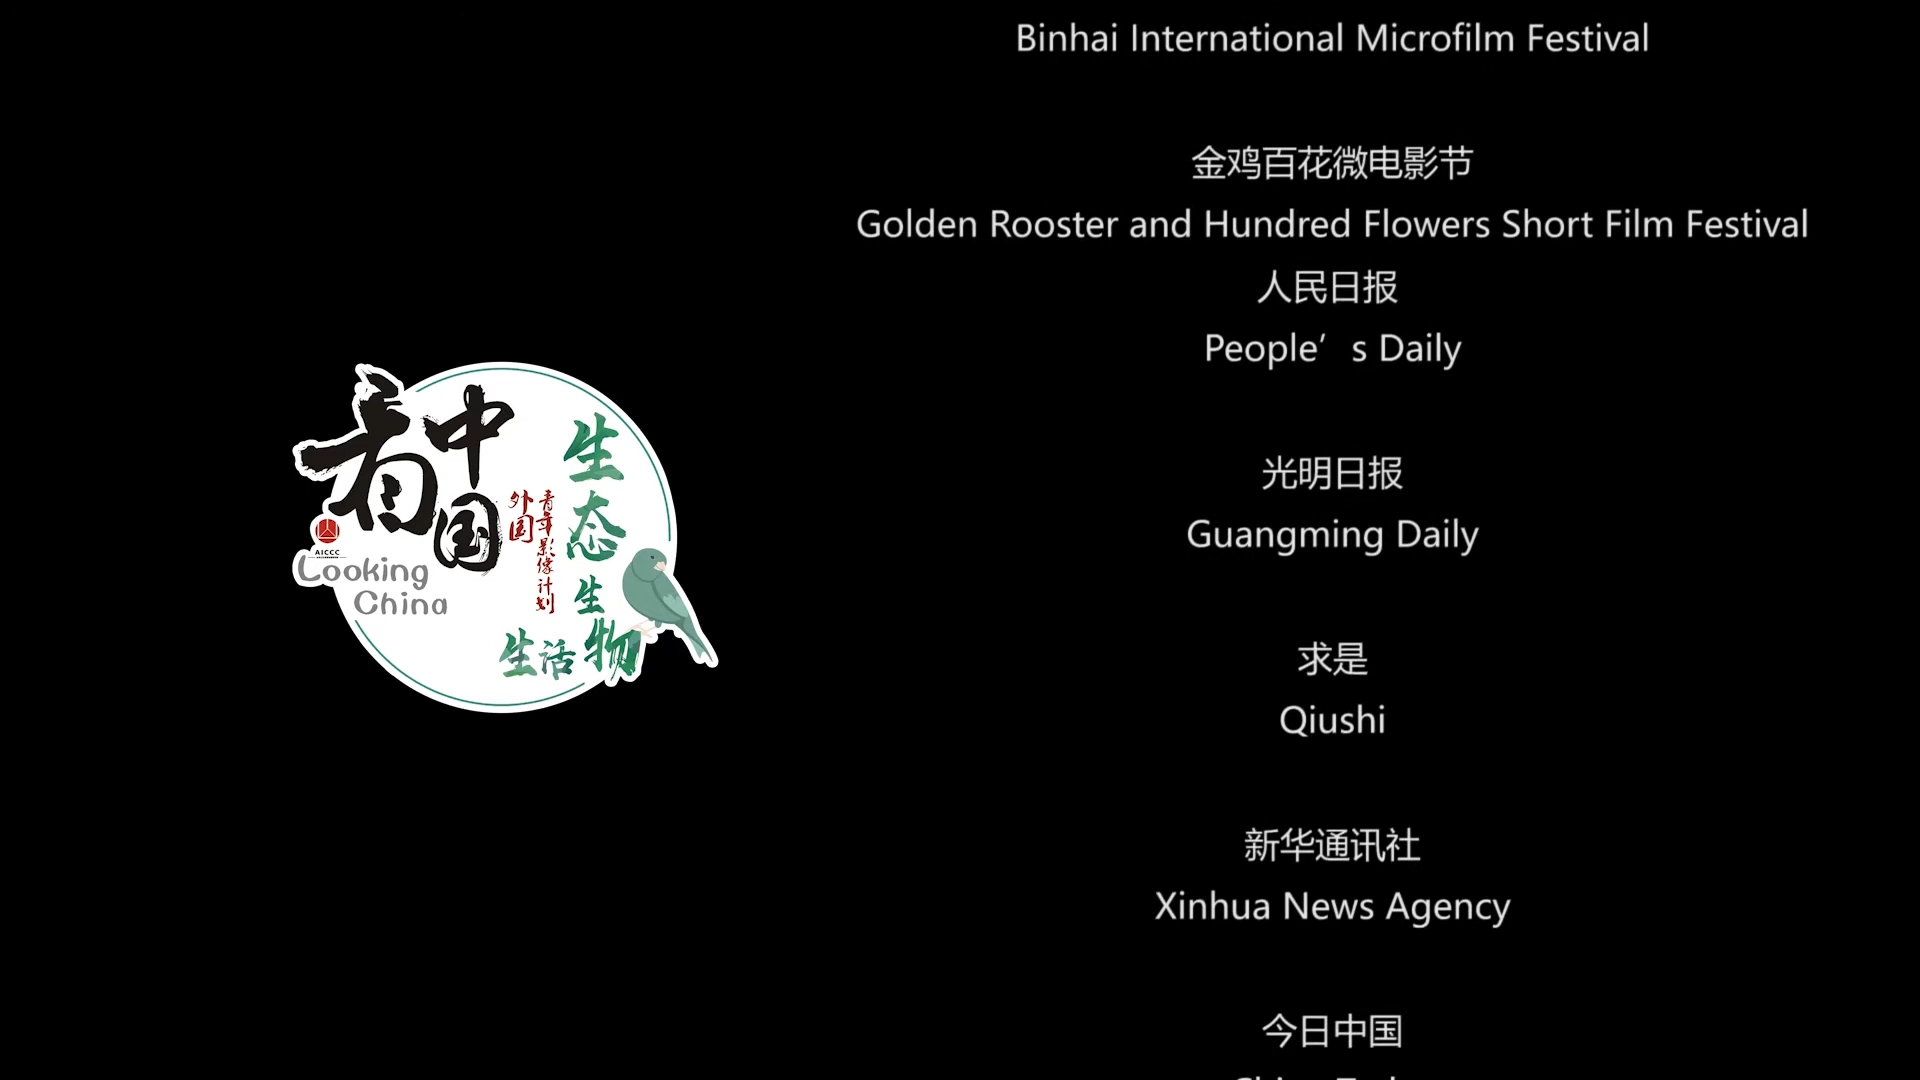 看中国
外国
青年影像计划
生态
生物
生活
AICCC
Looking
China
Binhai International Microfilm Festival
金鸡百花微电影节
Golden Rooster and Hundred Flowers Short Film Festival
人民日报
People’s Daily
光明日报
Guangming Daily
求是
Qiushi
新华通讯社
Xinhua News Agency
今日中国